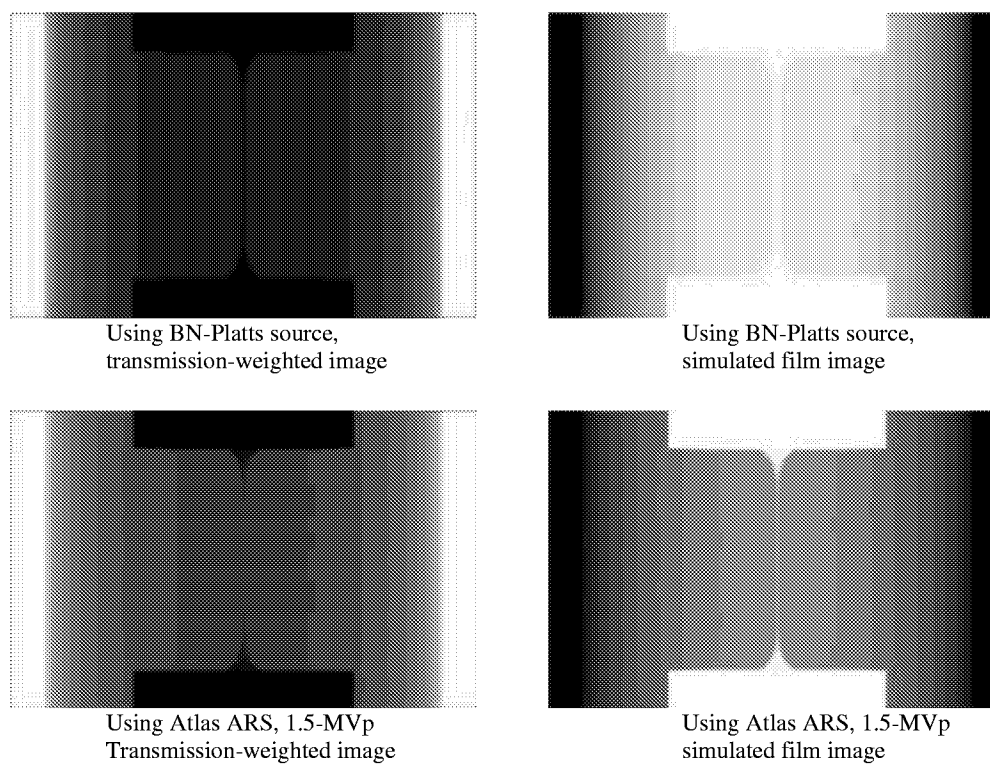 Using BN-Platts source,
transmission-weighted image
Using BN-Platts source,
simulated film image
Using Atlas ARS, 1.5-MVp
Transmission-weighted image
Using Atlas ARS, 1.5-MVp
simulated film image